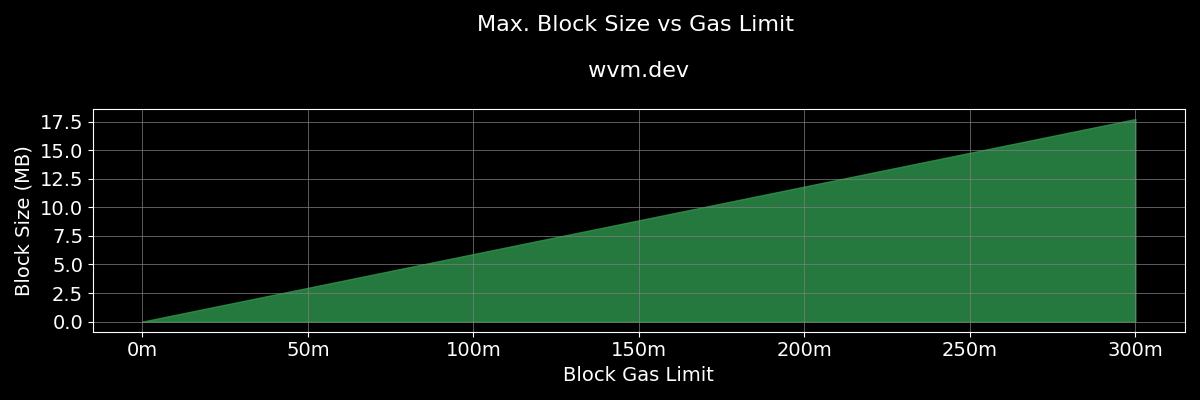 Max. Block Size vs Gas Limit
wvm.dev
17.5
15.0
12.5
10.0
7.5
5.0
2.5
0.0
Block Size (MB)
0m 50m 100m 150m 200m 250m 300m
Block Gas Limit